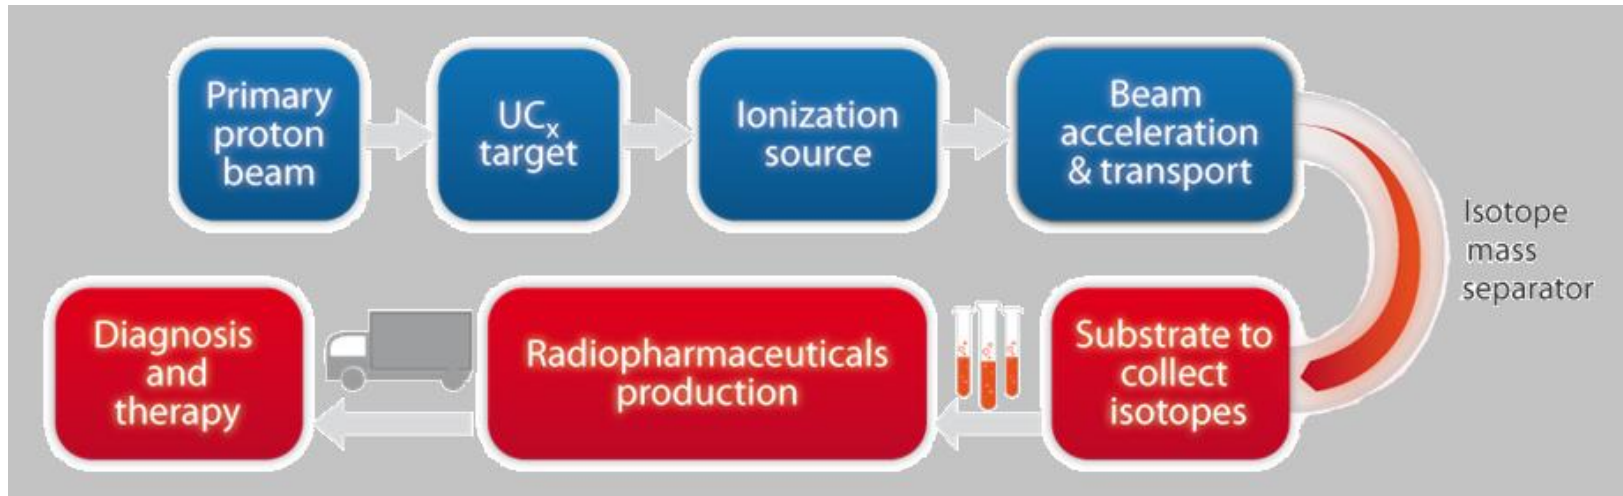 Primary
proton
beam
UCₓ
target
Ionization
source
Beam
acceleration
& transport
Isotope
mass
separator
Substrate to
collect
isotopes
Radiopharmaceuticals
production
Diagnosis
and
therapy